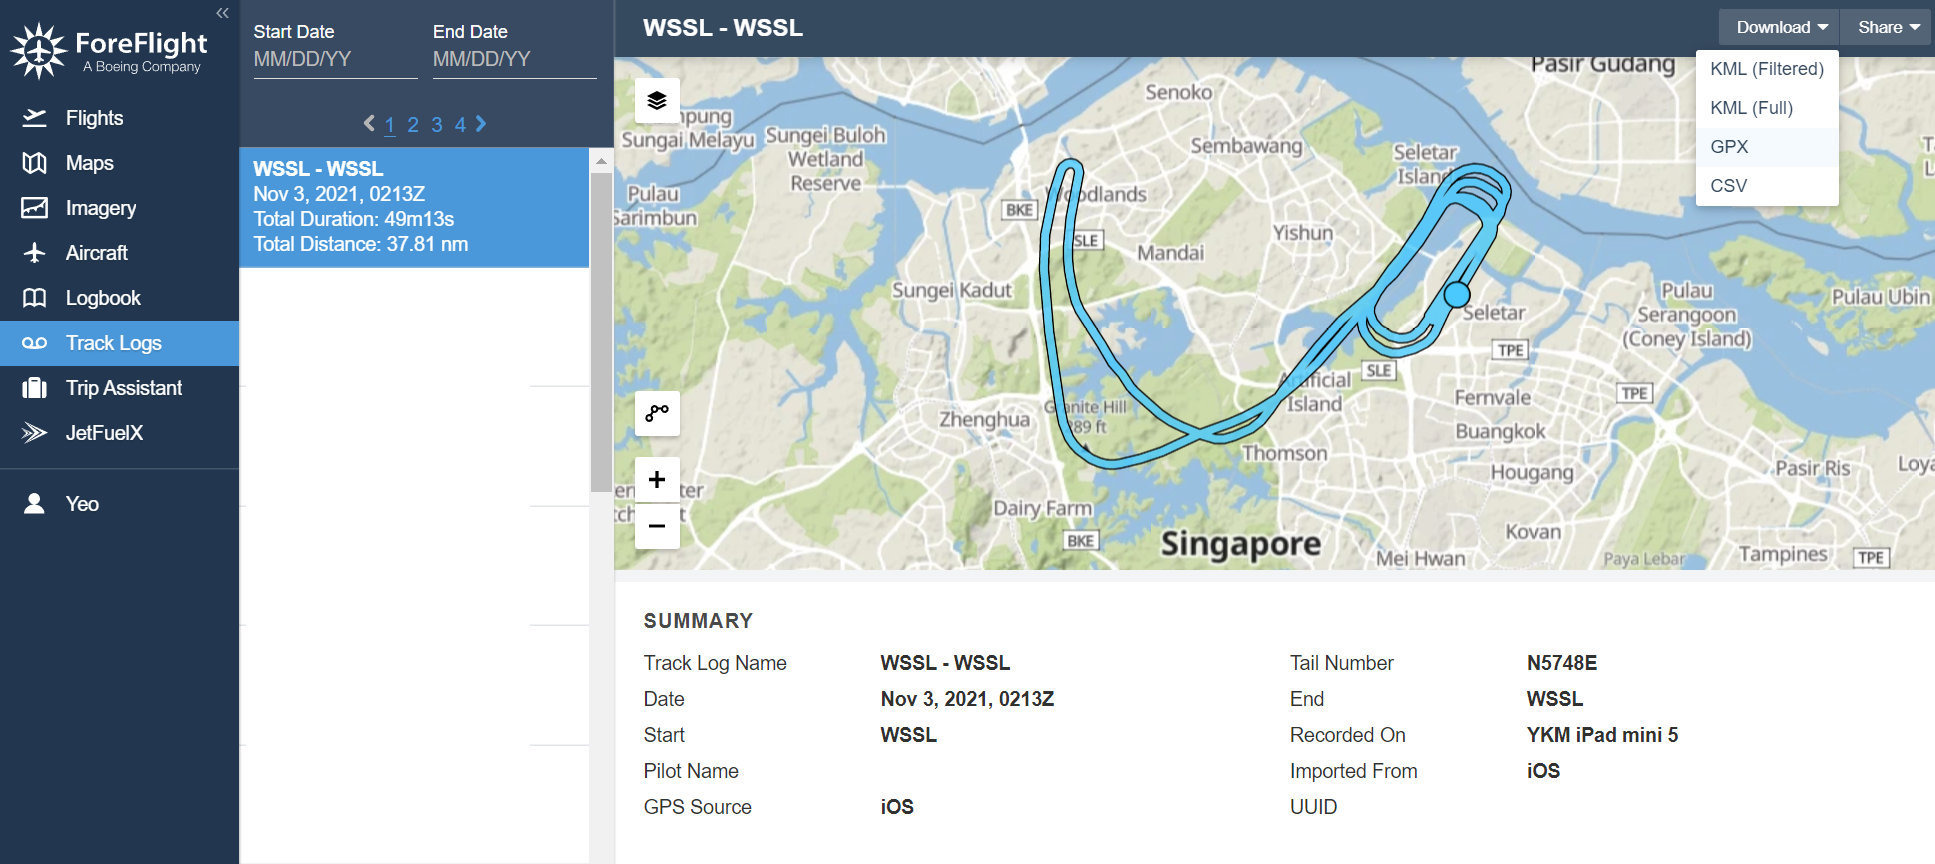 ForeFlight
A Boeing Company
Flights
Maps
Imagery
Aircraft
Logbook
Track Logs
Trip Assistant
JetFuelX
Yeo
Start Date
MM/DD/YY
End Date
MM/DD/YY
1 2 3 4
WSSL - WSSL
Nov 3, 2021, 0213Z
Total Duration: 49m13s
Total Distance: 37.81 nm
WSSL - WSSL
Download
Share
KML (Filtered)
KML (Full)
GPX
CSV
Pasir Gudang
Senoko
Sungai Melayu
Sungei Buloh
Wetland
Reserve
Sembawang
Seletar
Island
Pulau
Sarimbun
BKE
Woodlands
SLE
Yishun
Mandai
Sungei Kadut
Seletar
Pulau
Serangoon
(Coney Island)
Pulau Ubin
TPE
SLE
Artificial
Island
TPE
Fernvale
Granite Hill
Zhenghua
Buangkok
Thomson
Hougang
Pasir Ris
Dairy Farm
BKE
Singapore
Kovan
Mei Hwan
Paya Lebar
Tampines
TPE
SUMMARY
Track Log Name WSSL - WSSL
Date Nov 3, 2021, 0213Z
Start WSSL
Pilot Name
GPS Source iOS
Tail Number N5748E
End WSSL
Recorded On YKM iPad mini 5
Imported From iOS
UUID